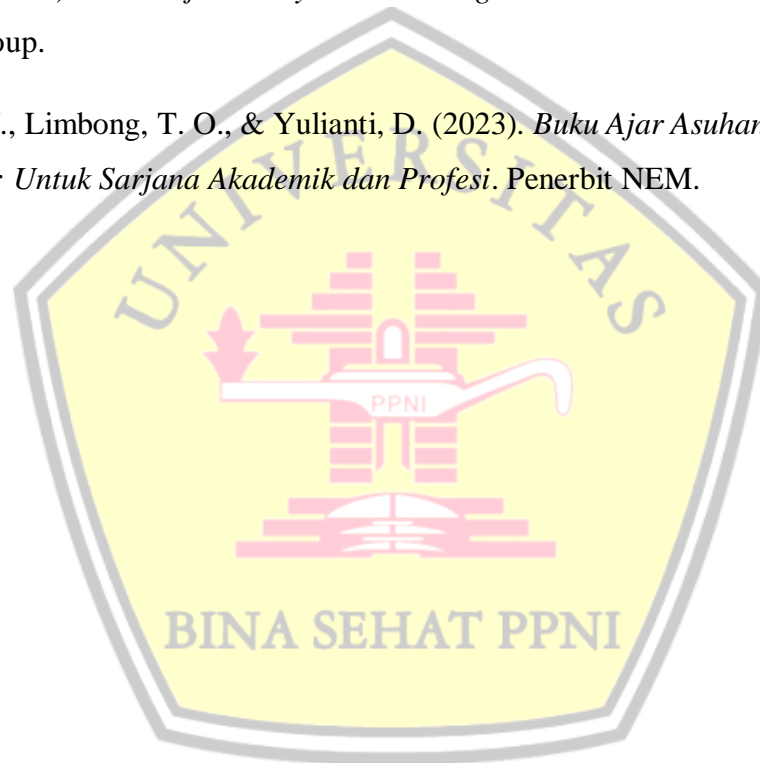 oup.
., Limbong, T. O., & Yulianti, D. (2023). Buku Ajar Asuhan
: Untuk Sarjana Akademik dan Profesi. Penerbit NEM.
UNIVERSITAS
PPNI
BINA SEHAT PPNI